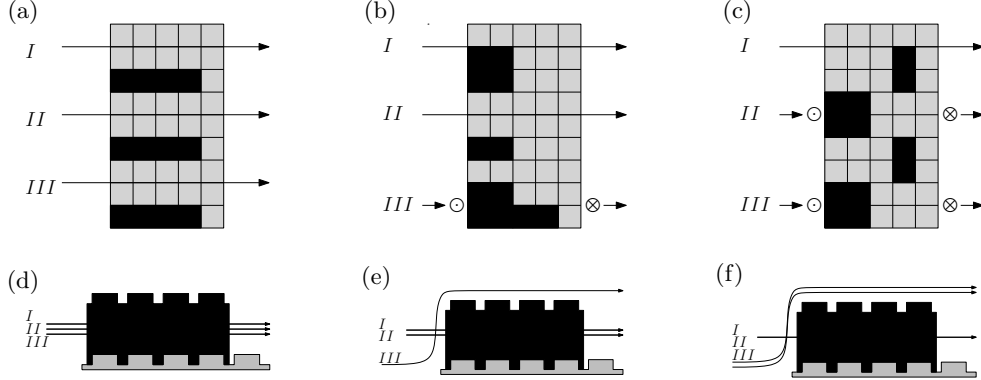 (a) (b) (c)
I I I
II II II
III III III
(d) (e) (f)
I I I
II II II
III III III